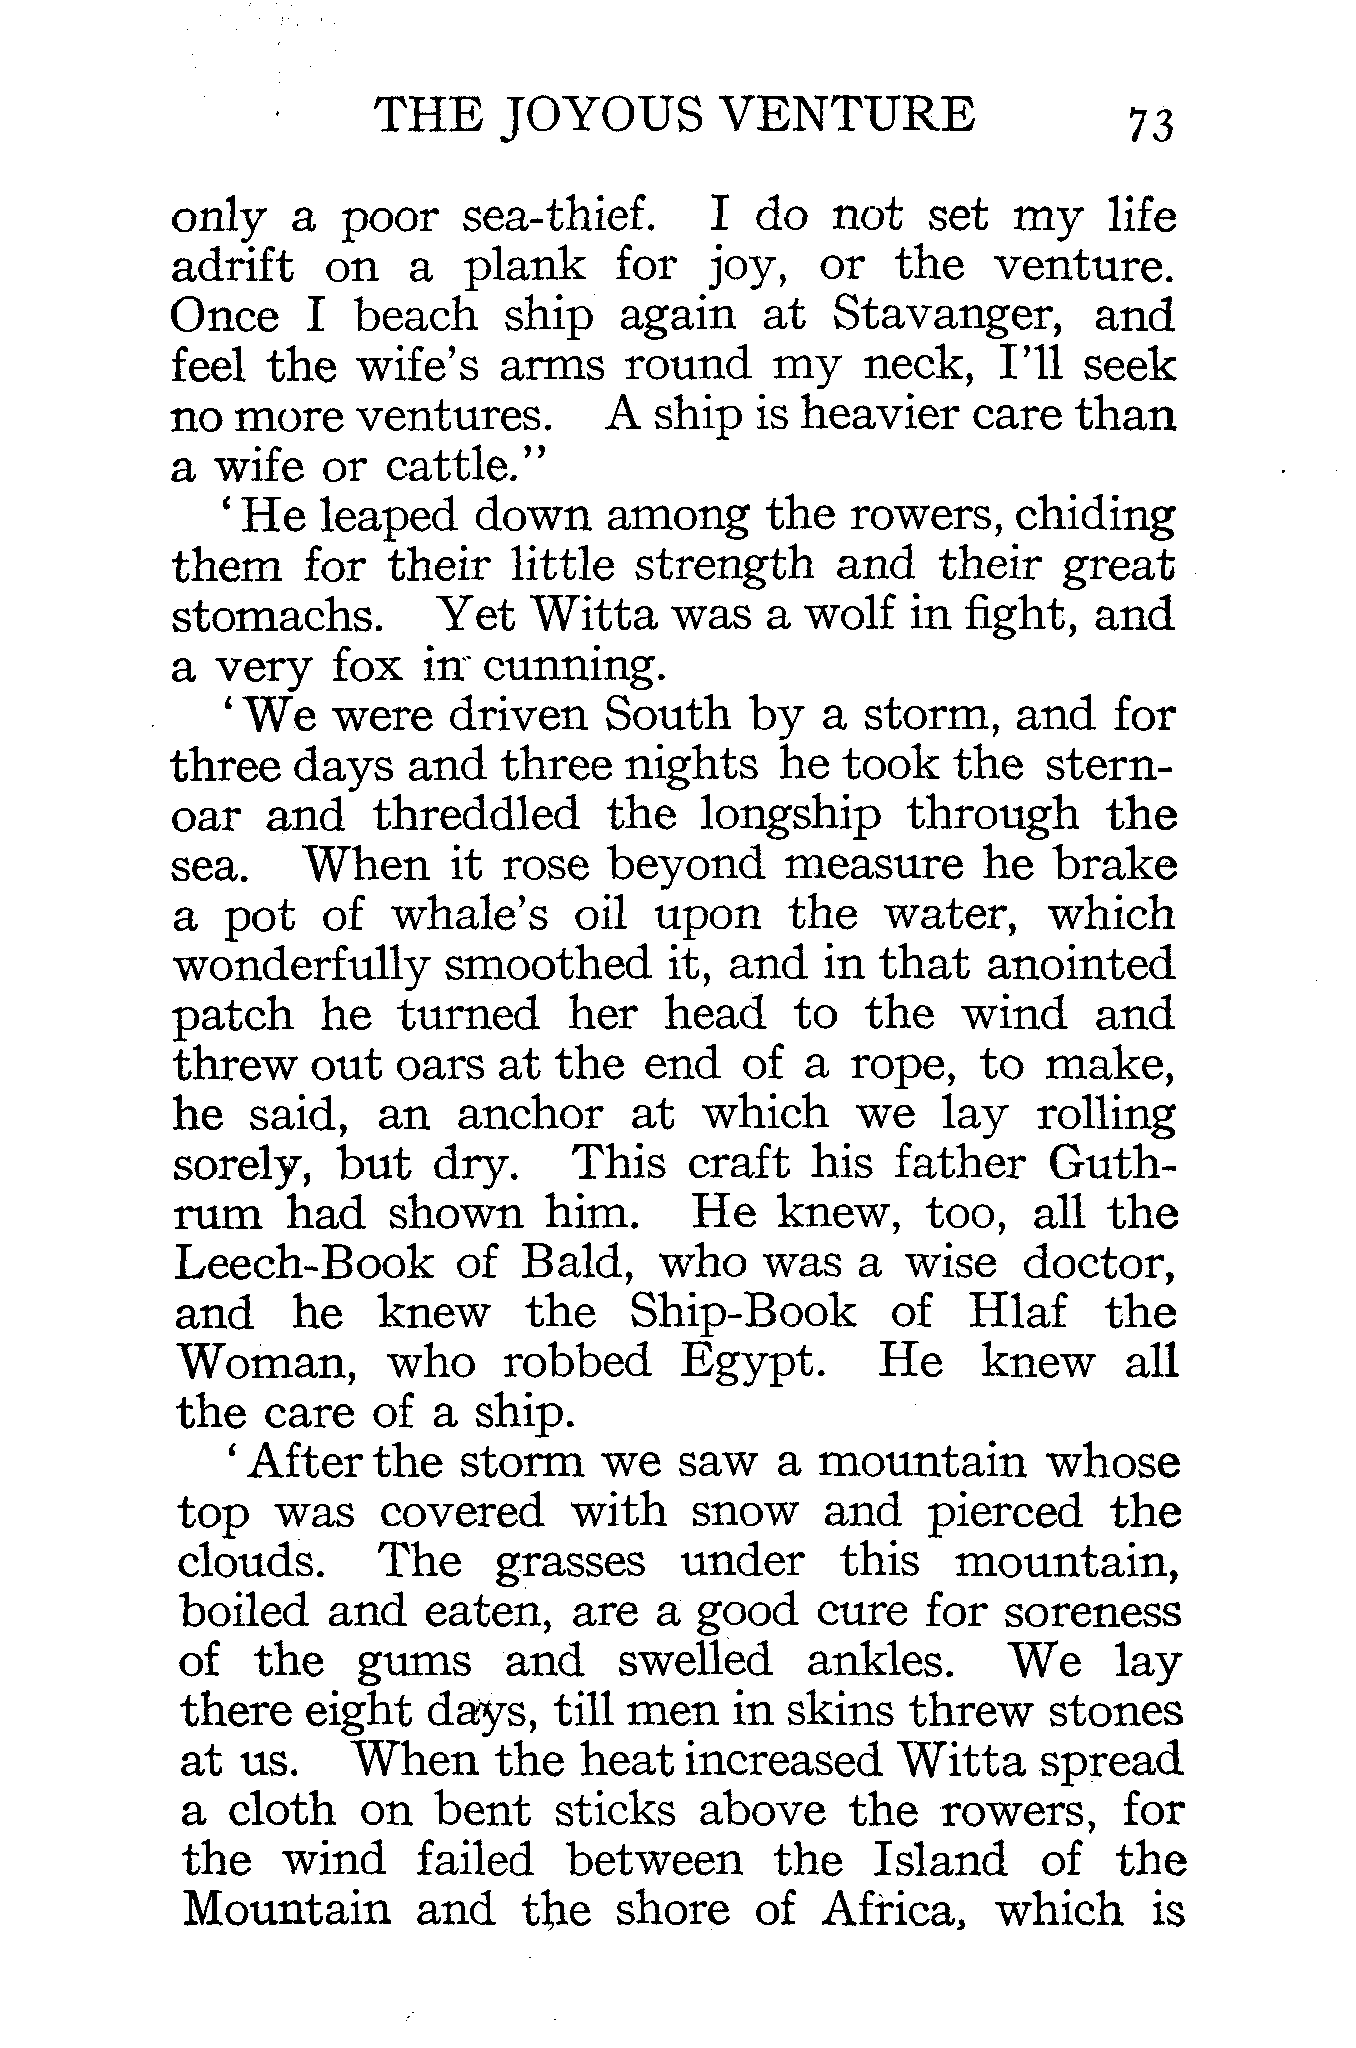 THE JOYOUS VENTURE 73
only a poor sea-thief. I do not set my life
adrift on a plank for joy, or the venture.
Once I beach ship again at Stavanger, and
feel the wife's arms round my neck, I'll seek
no more ventures. A ship is heavier care than
a wife or cattle."
'He leaped down among the rowers, chiding
them for their little strength and their great
stomachs. Yet Witta was a wolf in fight, and
a very fox in cunning.
'We were driven South by a storm, and for
three days and three nights he took the stern-
oar and threddled the longship through the
sea. When it rose beyond measure he brake
a pot of whale's oil upon the water, which
wonderfully smoothed it, and in that anointed
patch he turned her head to the wind and
threw out oars at the end of a rope, to make,
he said, an anchor at which we lay rolling
sorely, but dry. This craft his father Guth-
rum had shown him. He knew, too, all the
Leech-Book of Bald, who was a wise doctor,
and he knew the Ship-Book of Hlaf the
Woman, who robbed Egypt. He knew all
the care of a ship.
'After the storm we saw a mountain whose
top was covered with snow and pierced the
clouds. The grasses under this mountain,
boiled and eaten, are a good cure for soreness
of the gums and swelled ankles. We lay
there eight days, till men in skins threw stones
at us. When the heat increased Witta spread
a cloth on bent sticks above the rowers, for
the wind failed between the Island of the
Mountain and the shore of Africa, which is